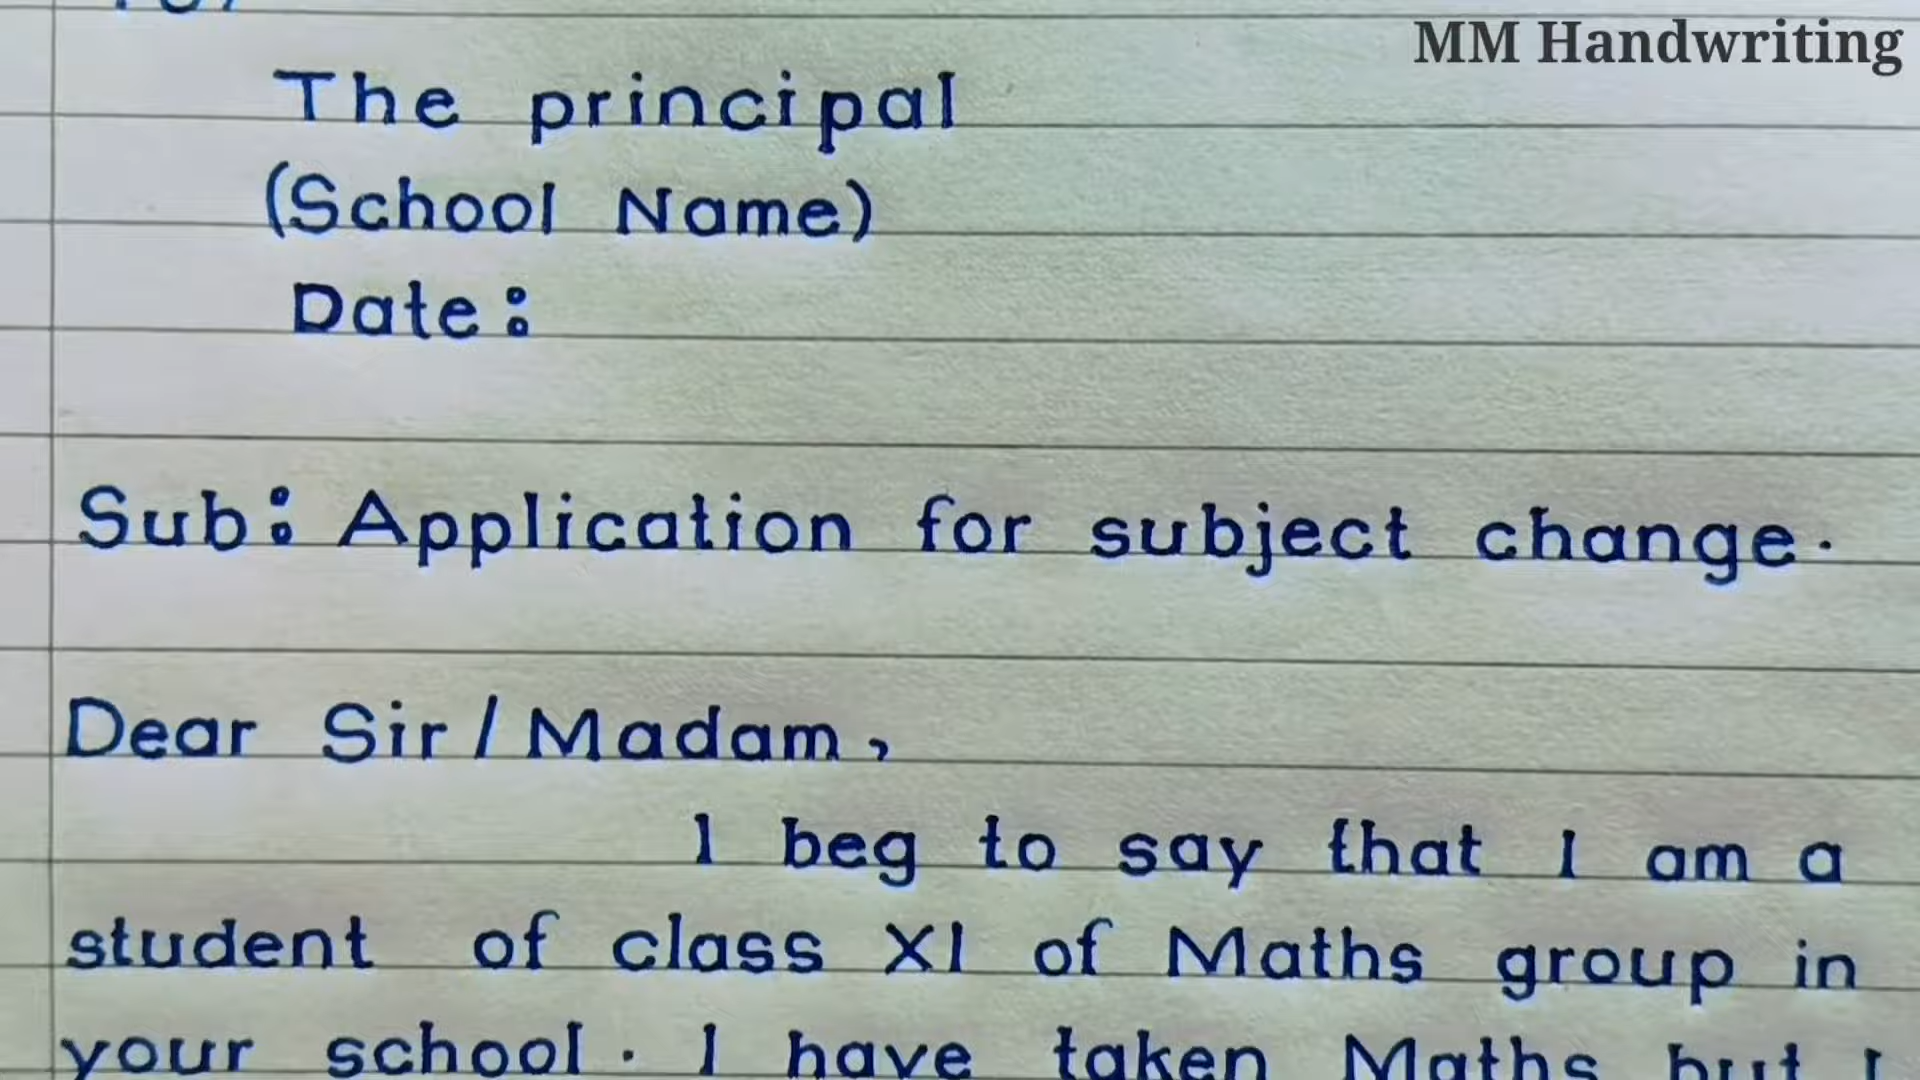 MM Handwriting
The principal
(School Name)
Date:
Sub: Application for subject change.
Dear Sir/Madam,
I beg to say that I am a
student of class XI of Maths group in
your school. I have taken Maths but I